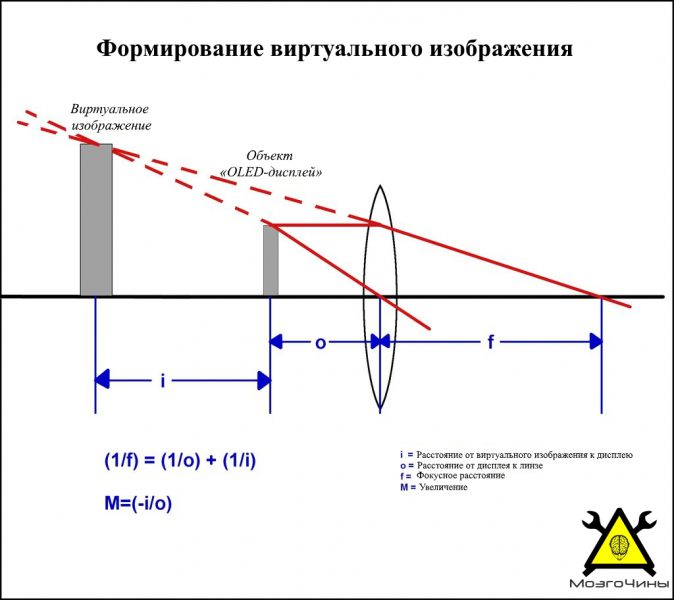 Формирование виртуального изображения
Виртуальное
изображение
Объект
«OLED-дисплей»
o
f
i
(1/f) = (1/o) + (1/i)
M=(-i/o)
i = Расстояние от виртуального изображения к дисплею
o = Расстояние от дисплея к линзе
f = Фокусное расстояние
M = Увеличение
МозгоЧины